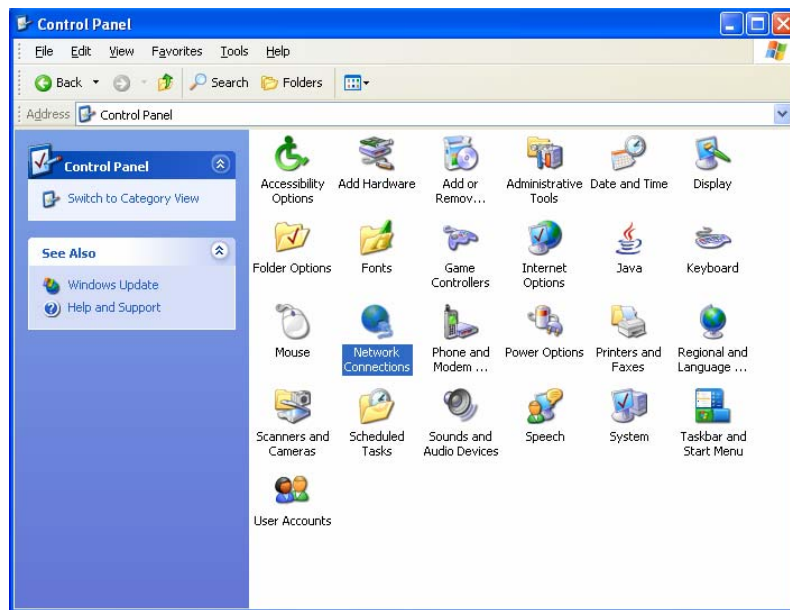 Control Panel
File Edit View Favorites Tools Help
Back Search Folders
Address Control Panel
Control Panel
Switch to Category View
See Also
Windows Update
Help and Support
Accessibility Options
Add Hardware
Add or Remov...
Administrative Tools
Date and Time
Display
Folder Options
Fonts
Game Controllers
Internet Options
Java
Keyboard
Mouse
Network Connections
Phone and Modem ...
Power Options
Printers and Faxes
Regional and Language ...
Scanners and Cameras
Scheduled Tasks
Sounds and Audio Devices
Speech
System
Taskbar and Start Menu
User Accounts